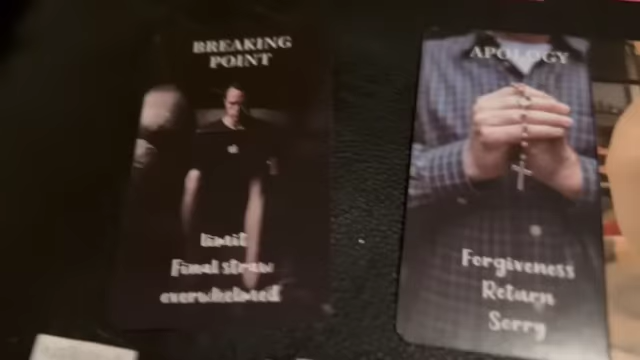 BREAKING
POINT
limit
Final straw
overwhelmed
APOLOGY
Forgiveness
Return
Sorry